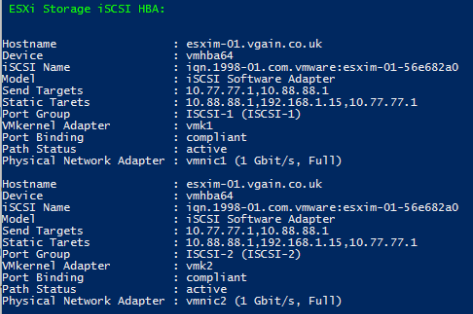 ESXi Storage iSCSI HBA:
Hostname : esxim-01.vgain.co.uk
Device : vmhba64
iSCSI Name : iqn.1998-01.com.vmware:esxim-01-56e682a0
Model : iSCSI Software Adapter
Send Targets : 10.77.77.1,10.88.88.1
Static Tarets : 10.88.88.1,192.168.1.15,10.77.77.1
Port Group : ISCSI-1 (ISCSI-1)
VMkernel Adapter : vmk1
Port Binding : compliant
Path Status : active
Physical Network Adapter : vmnic1 (1 Gbit/s, Full)
Hostname : esxim-01.vgain.co.uk
Device : vmhba64
iSCSI Name : iqn.1998-01.com.vmware:esxim-01-56e682a0
Model : iSCSI Software Adapter
Send Targets : 10.77.77.1,10.88.88.1
Static Tarets : 10.88.88.1,192.168.1.15,10.77.77.1
Port Group : ISCSI-2 (ISCSI-2)
VMkernel Adapter : vmk2
Port Binding : compliant
Path Status : active
Physical Network Adapter : vmnic2 (1 Gbit/s, Full)